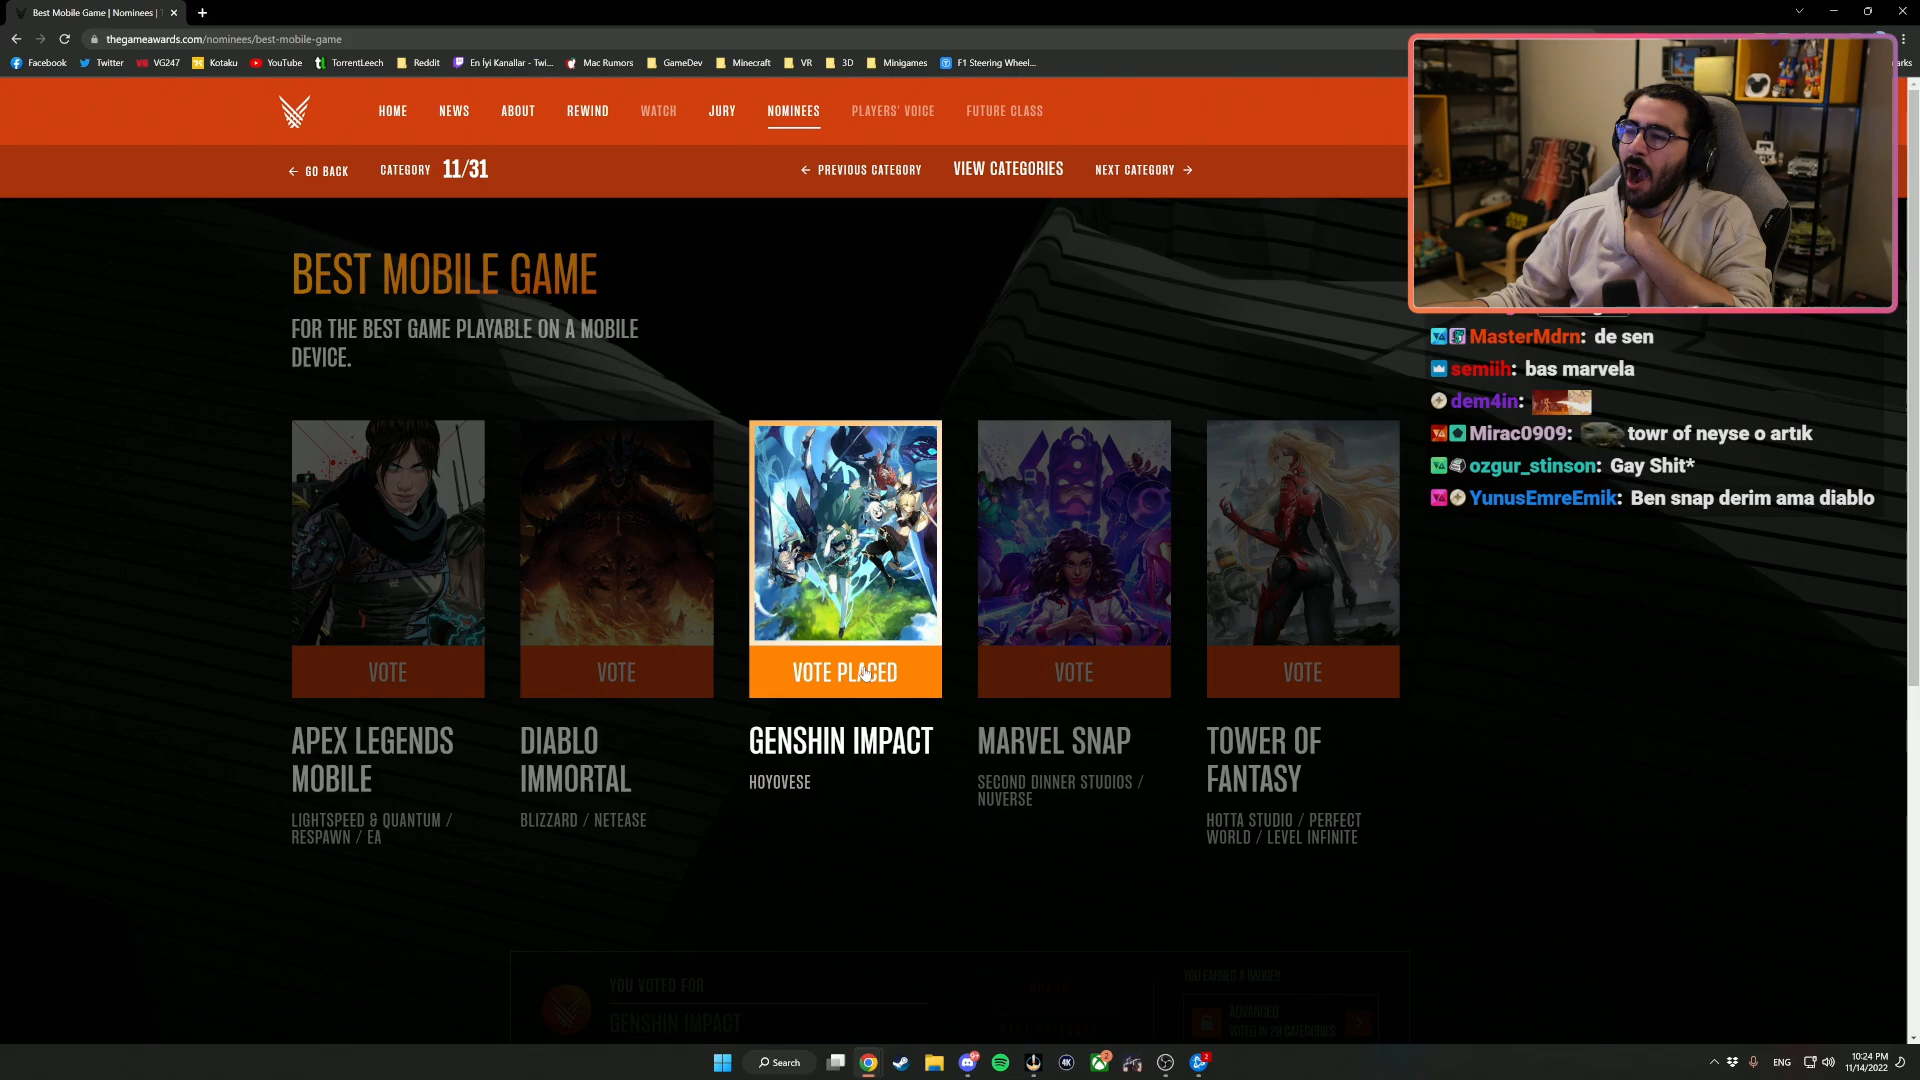 Best Mobile Game | Nominees | T
thegameawards.com/nominees/best-mobile-game
Facebook Twitter VG247 Kotaku YouTube TorrentLeech Reddit En İyi Kanallar - Twi... Mac Rumors GameDev Minecraft VR 3D Minigames F1 Steering Wheel...
HOME NEWS ABOUT REWIND WATCH JURY NOMINEES PLAYERS' VOICE FUTURE CLASS
GO BACK CATEGORY 11/31 PREVIOUS CATEGORY VIEW CATEGORIES NEXT CATEGORY
BEST MOBILE GAME
FOR THE BEST GAME PLAYABLE ON A MOBILE
DEVICE.
MasterMdrn: de sen
semiih: bas marvela
dem4in:
Mirac0909: towr of neyse o artık
ozgur_stinson: Gay Shit*
YunusEmreEmik: Ben snap derim ama diablo
VOTE VOTE VOTE PLACED VOTE VOTE
APEX LEGENDS
MOBILE
LIGHTSPEED & QUANTUM /
RESPAWN / EA
DIABLO
IMMORTAL
BLIZZARD / NETEASE
GENSHIN IMPACT
HOYOVESE
MARVEL SNAP
SECOND DINNER STUDIOS /
NUVERSE
TOWER OF
FANTASY
HOTTA STUDIO / PERFECT
WORLD / LEVEL INFINITE
YOU VOTED FOR
GENSHIN IMPACT
SHARE
YOU EARNED A BADGE!!
ADVANCED
VOTED IN 20 CATEGORIES
Search
ENG
10:24 PM
11/14/2022